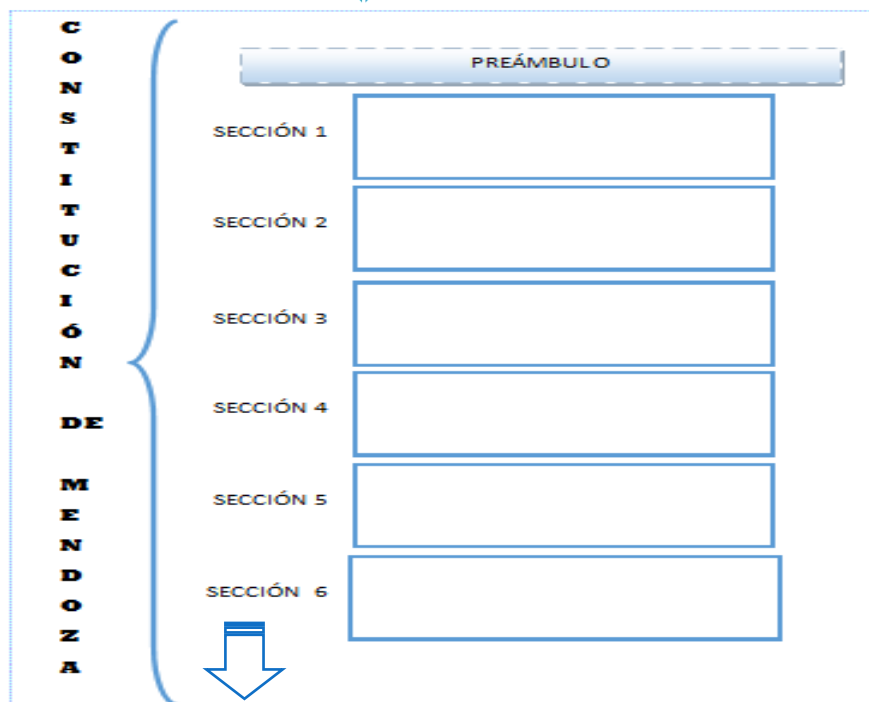 CONSTITUCIÓN DE MENDOZA
PREÁMBULO
SECCIÓN 1
SECCIÓN 2
SECCIÓN 3
SECCIÓN 4
SECCIÓN 5
SECCIÓN 6